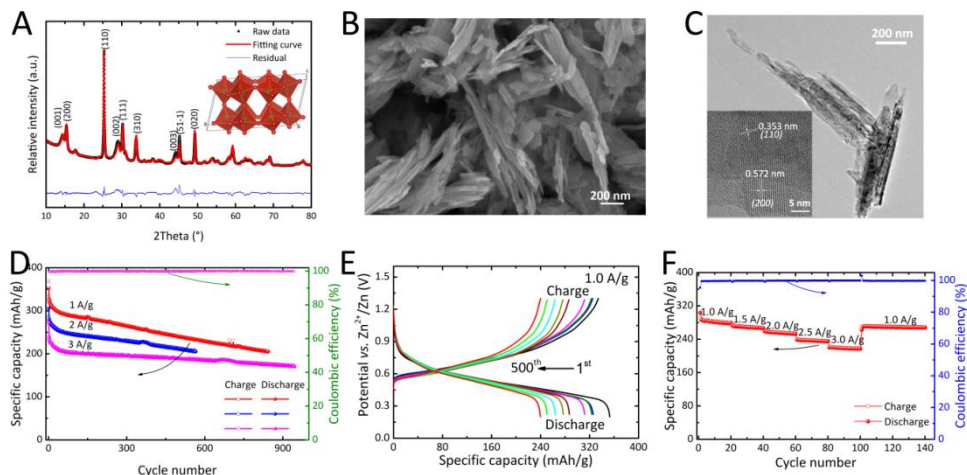 A
Relative intensity (a.u.)
(001)
(200)
(110)
(002)
(111)
(310)
(003)
(51-1)
(020)
Raw data
Fitting curve
Residual
10 20 30 40 50 60 70 80
2Theta (°)
B
200 nm
C
200 nm
0.353 nm
{110}
0.572 nm
{200}
5 nm
D
Specific capacity (mAh/g)
400
300
200
100
0
1 A/g
2 A/g
3 A/g
Charge Discharge
0 300 600 900
Cycle number
100
80
60
40
20
0
Coulombic efficiency (%)
E
Potential vs. Zn2+/Zn (V)
1.5
1.2
0.9
0.6
0.3
1.0 A/g
Charge
500th 1st
Discharge
0 80 160 240 320 400
Specific capacity (mAh/g)
F
Specific capacity (mAh/g)
400
320
240
160
80
0
1.0 A/g
1.5 A/g
2.0 A/g
2.5 A/g
3.0 A/g
1.0 A/g
Charge
Discharge
0 20 40 60 80 100 120 140
Cycle number
100
80
60
40
20
0
Coulombic efficiency (%)